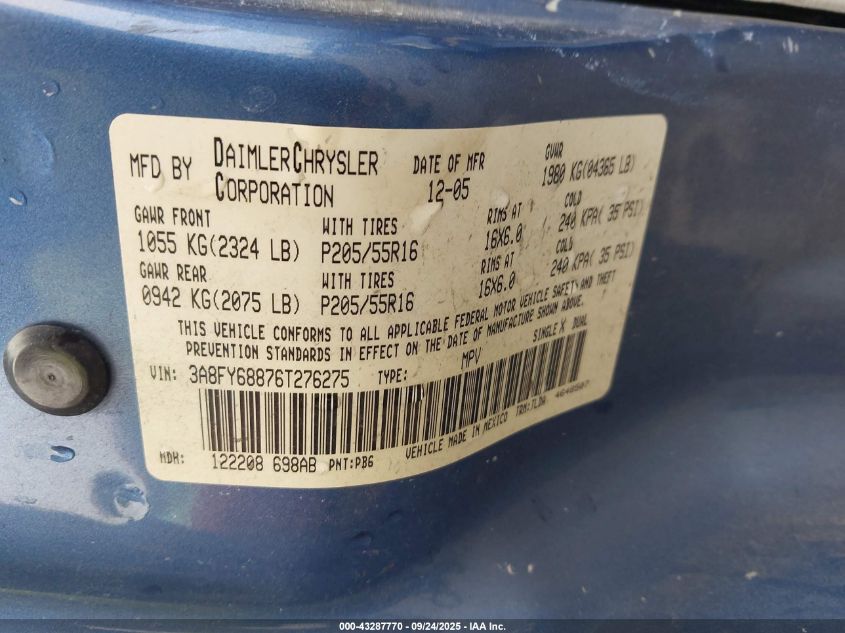 MFD BY DAIMLERCHRYSLER CORPORATION
DATE OF MFR 12-05
GVWR 1980 KG(04365 LB)
GAWR FRONT WITH TIRES RIMS AT COLD
1055 KG(2324 LB) P205/55R16 16X6.0 240 KPA( 35 PSI)
GAWR REAR WITH TIRES RIMS AT COLD
0942 KG(2075 LB) P205/55R16 16X6.0 240 KPA( 35 PSI)
THIS VEHICLE CONFORMS TO ALL APPLICABLE FEDERAL MOTOR VEHICLE SAFETY AND THEFT
PREVENTION STANDARDS IN EFFECT ON THE DATE OF MANUFACTURE SHOWN ABOVE.
VIN: 3A8FY68876T276275 TYPE: MPV SINGLE X DUAL
MDH: 122208 698AB PNT:PB6 VEHICLE MADE IN MEXICO TRM:TLDA 4648507
000-43287770 - 09/24/2025 - IAA Inc.